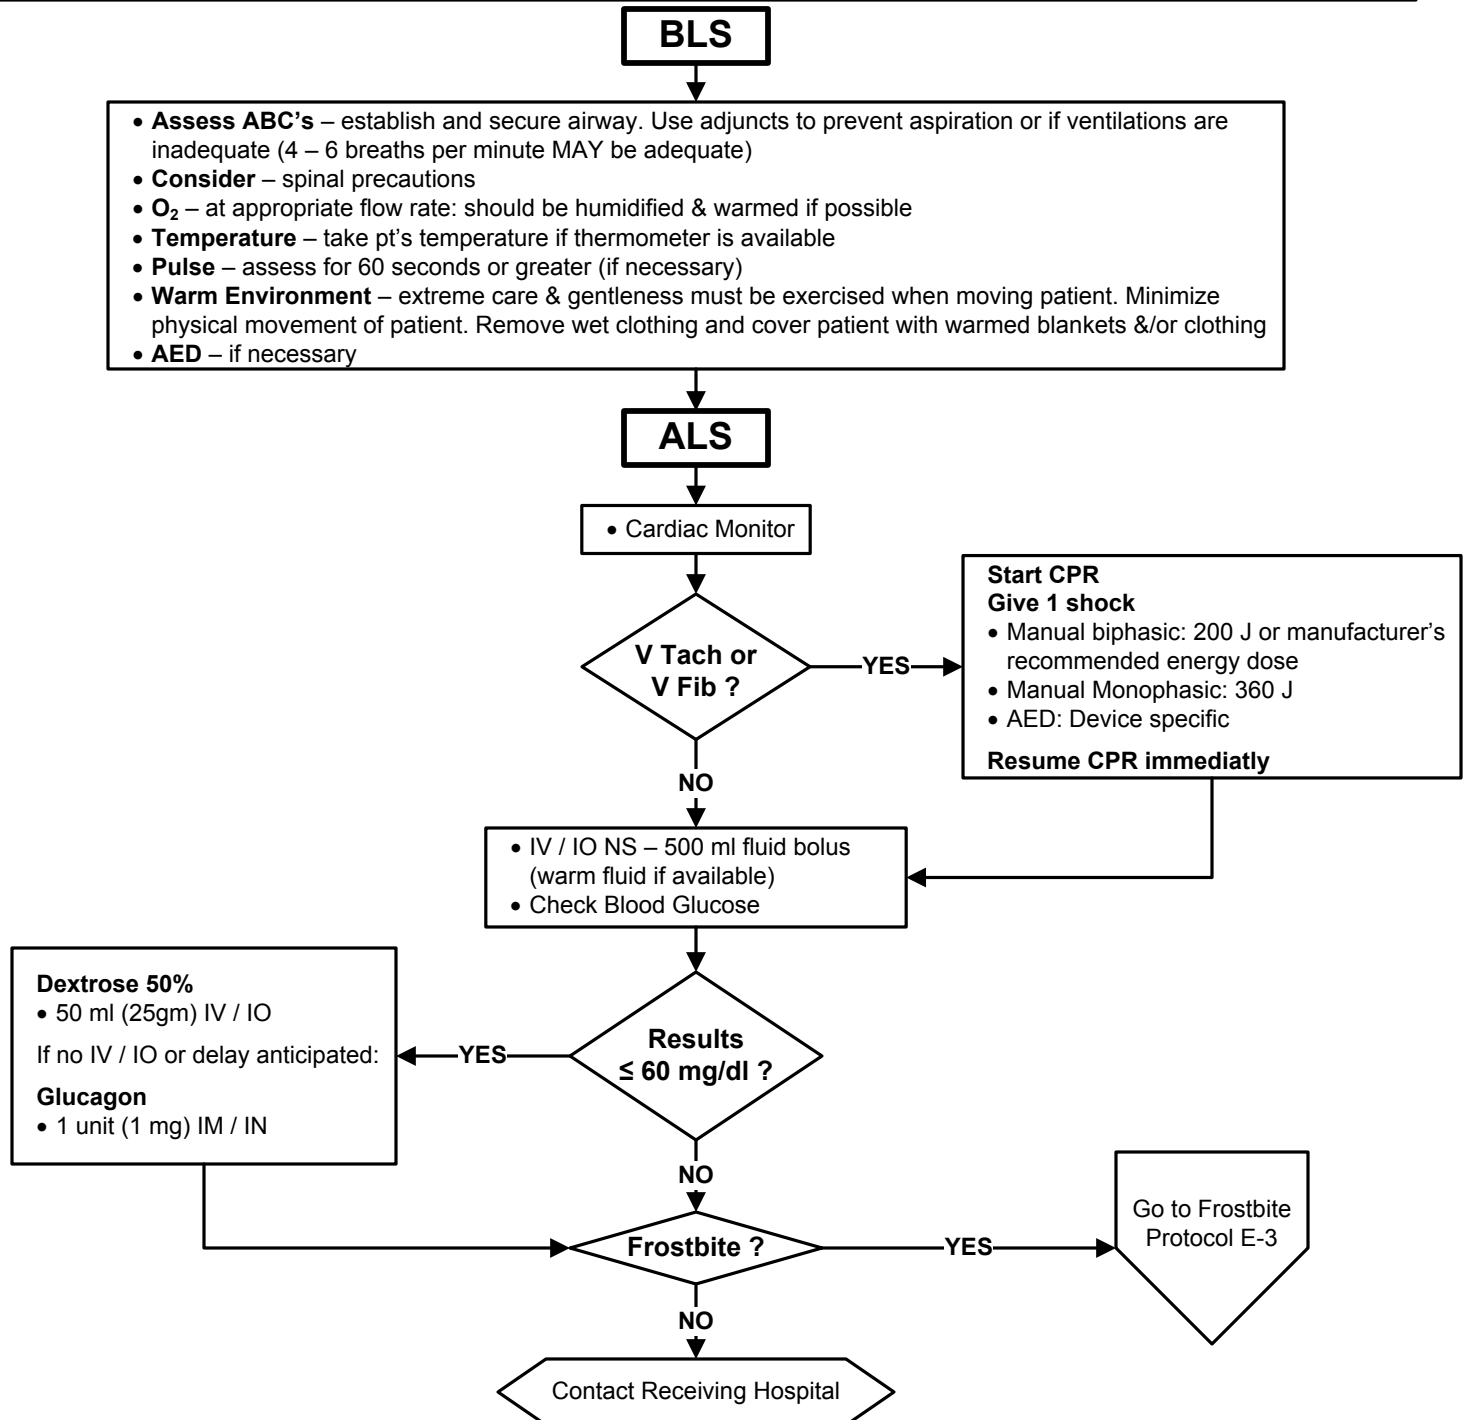 BLS
• Assess ABC's – establish and secure airway. Use adjuncts to prevent aspiration or if ventilations are
inadequate (4 – 6 breaths per minute MAY be adequate)
• Consider – spinal precautions
• O₂ – at appropriate flow rate: should be humidified & warmed if possible
• Temperature – take pt's temperature if thermometer is available
• Pulse – assess for 60 seconds or greater (if necessary)
• Warm Environment – extreme care & gentleness must be exercised when moving patient. Minimize
physical movement of patient. Remove wet clothing and cover patient with warmed blankets &/or clothing
• AED – if necessary
ALS
• Cardiac Monitor
V Tach or
V Fib ?
YES
Start CPR
Give 1 shock
• Manual biphasic: 200 J or manufacturer's
recommended energy dose
• Manual Monophasic: 360 J
• AED: Device specific
Resume CPR immediatly
NO
• IV / IO NS – 500 ml fluid bolus
(warm fluid if available)
• Check Blood Glucose
Results
≤ 60 mg/dl ?
YES
Dextrose 50%
• 50 ml (25gm) IV / IO
If no IV / IO or delay anticipated:
Glucagon
• 1 unit (1 mg) IM / IN
NO
Frostbite ?
YES
Go to Frostbite
Protocol E-3
NO
Contact Receiving Hospital